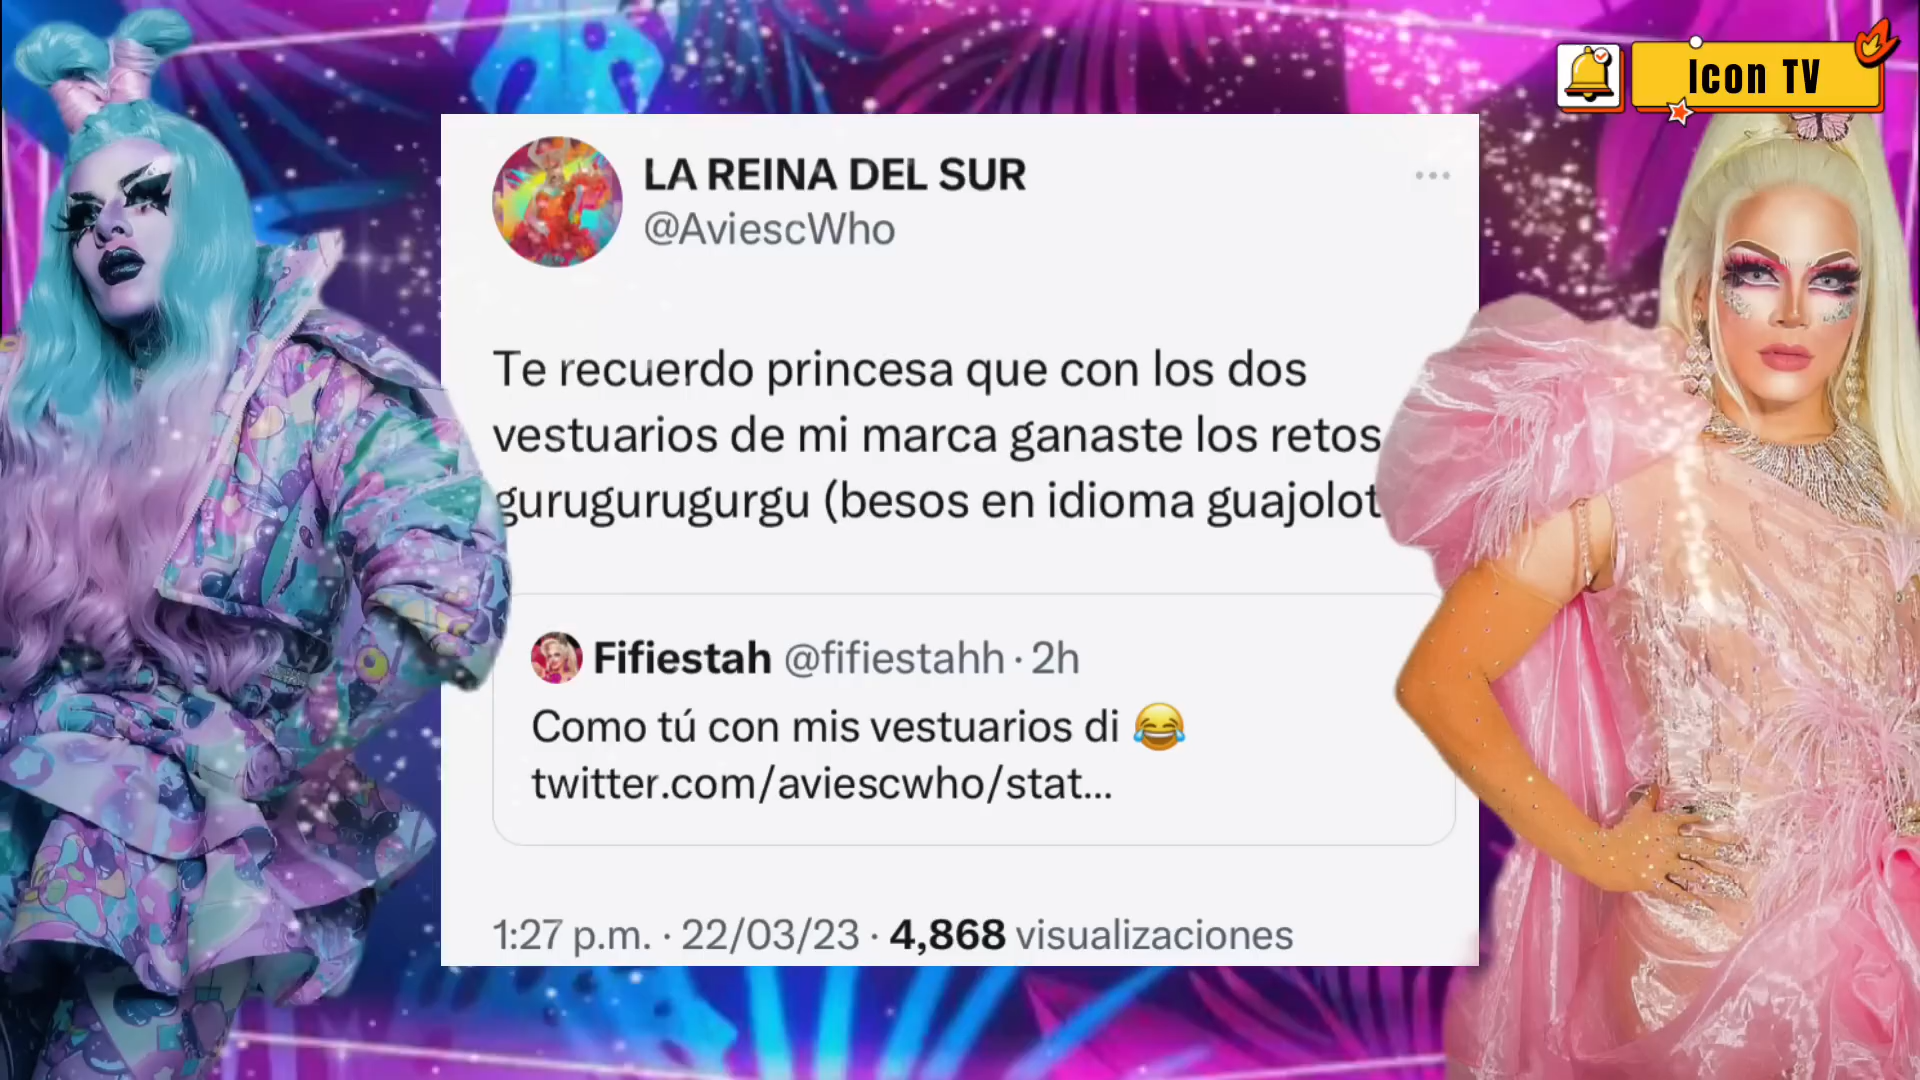 Icon TV
LA REINA DEL SUR
@AviescWho
Te recuerdo princesa que con los dos
vestuarios de mi marca ganaste los retos
gurugurugurgu (besos en idioma guajolot
Fifiestah @fifiestahh · 2h
Como tú con mis vestuarios di 😂
twitter.com/aviescwho/stat...
1:27 p.m. · 22/03/23 · 4,868 visualizaciones